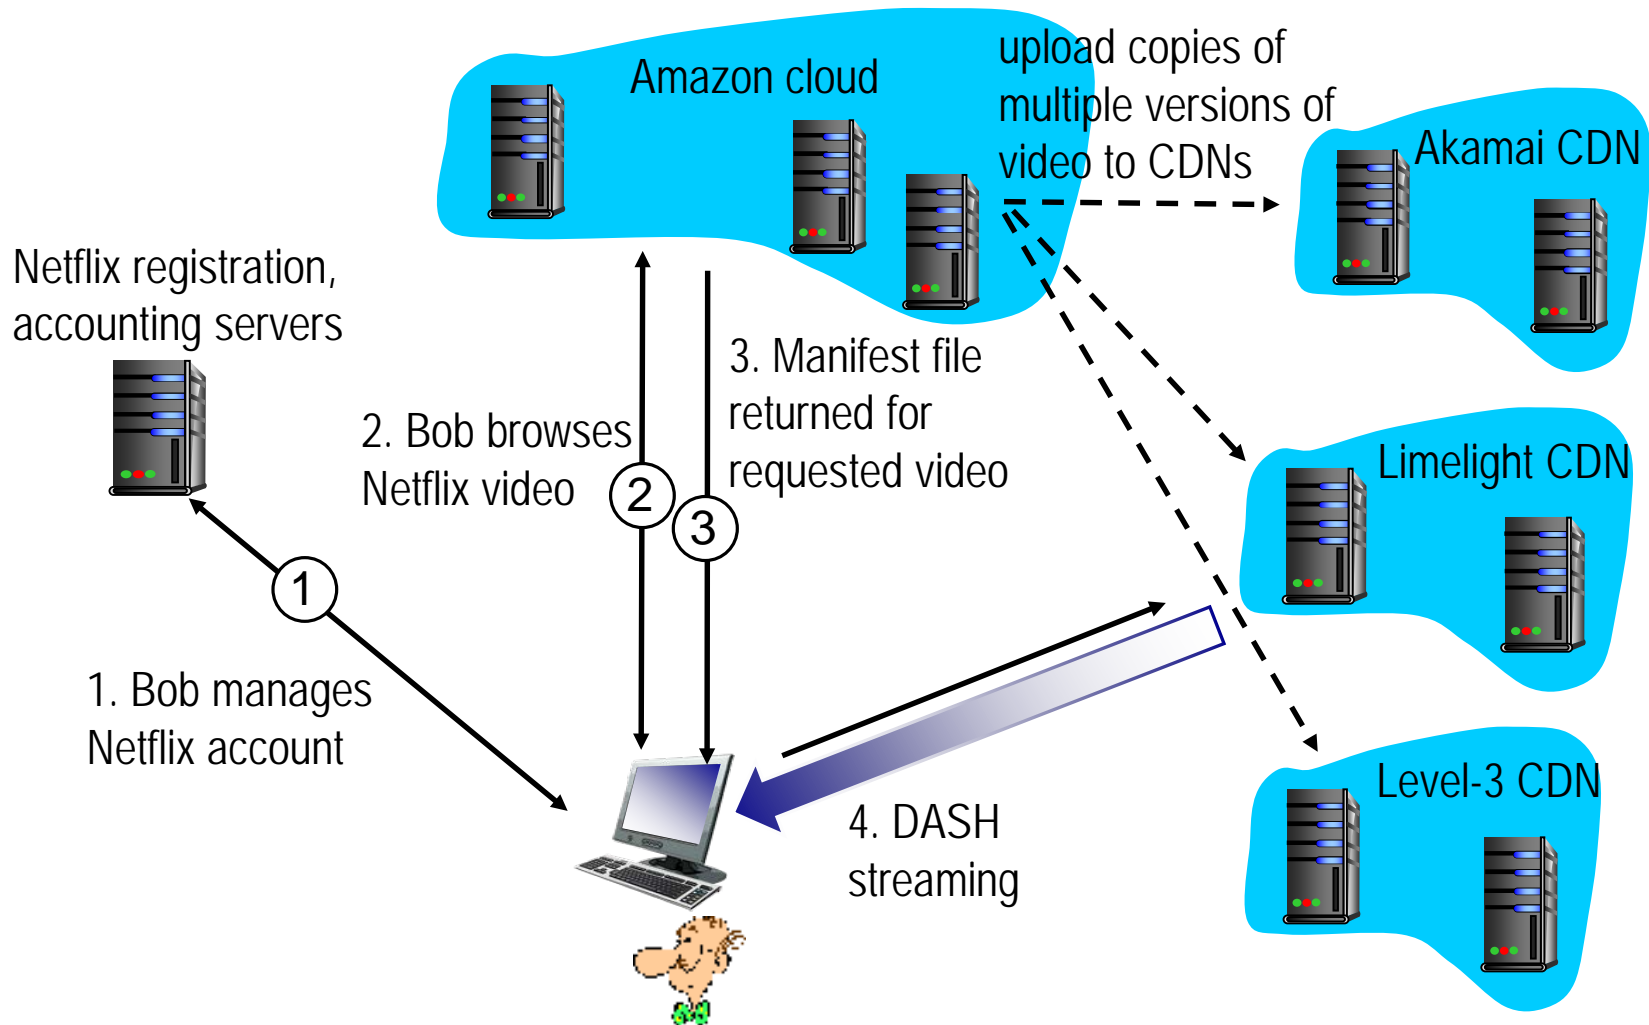 Amazon cloud
upload copies of
multiple versions of
video to CDNs
Akamai CDN
Netflix registration,
accounting servers
3. Manifest file
returned for
requested video
2. Bob browses
Netflix video
2
3
Limelight CDN
1
1. Bob manages
Netflix account
4. DASH
streaming
Level-3 CDN